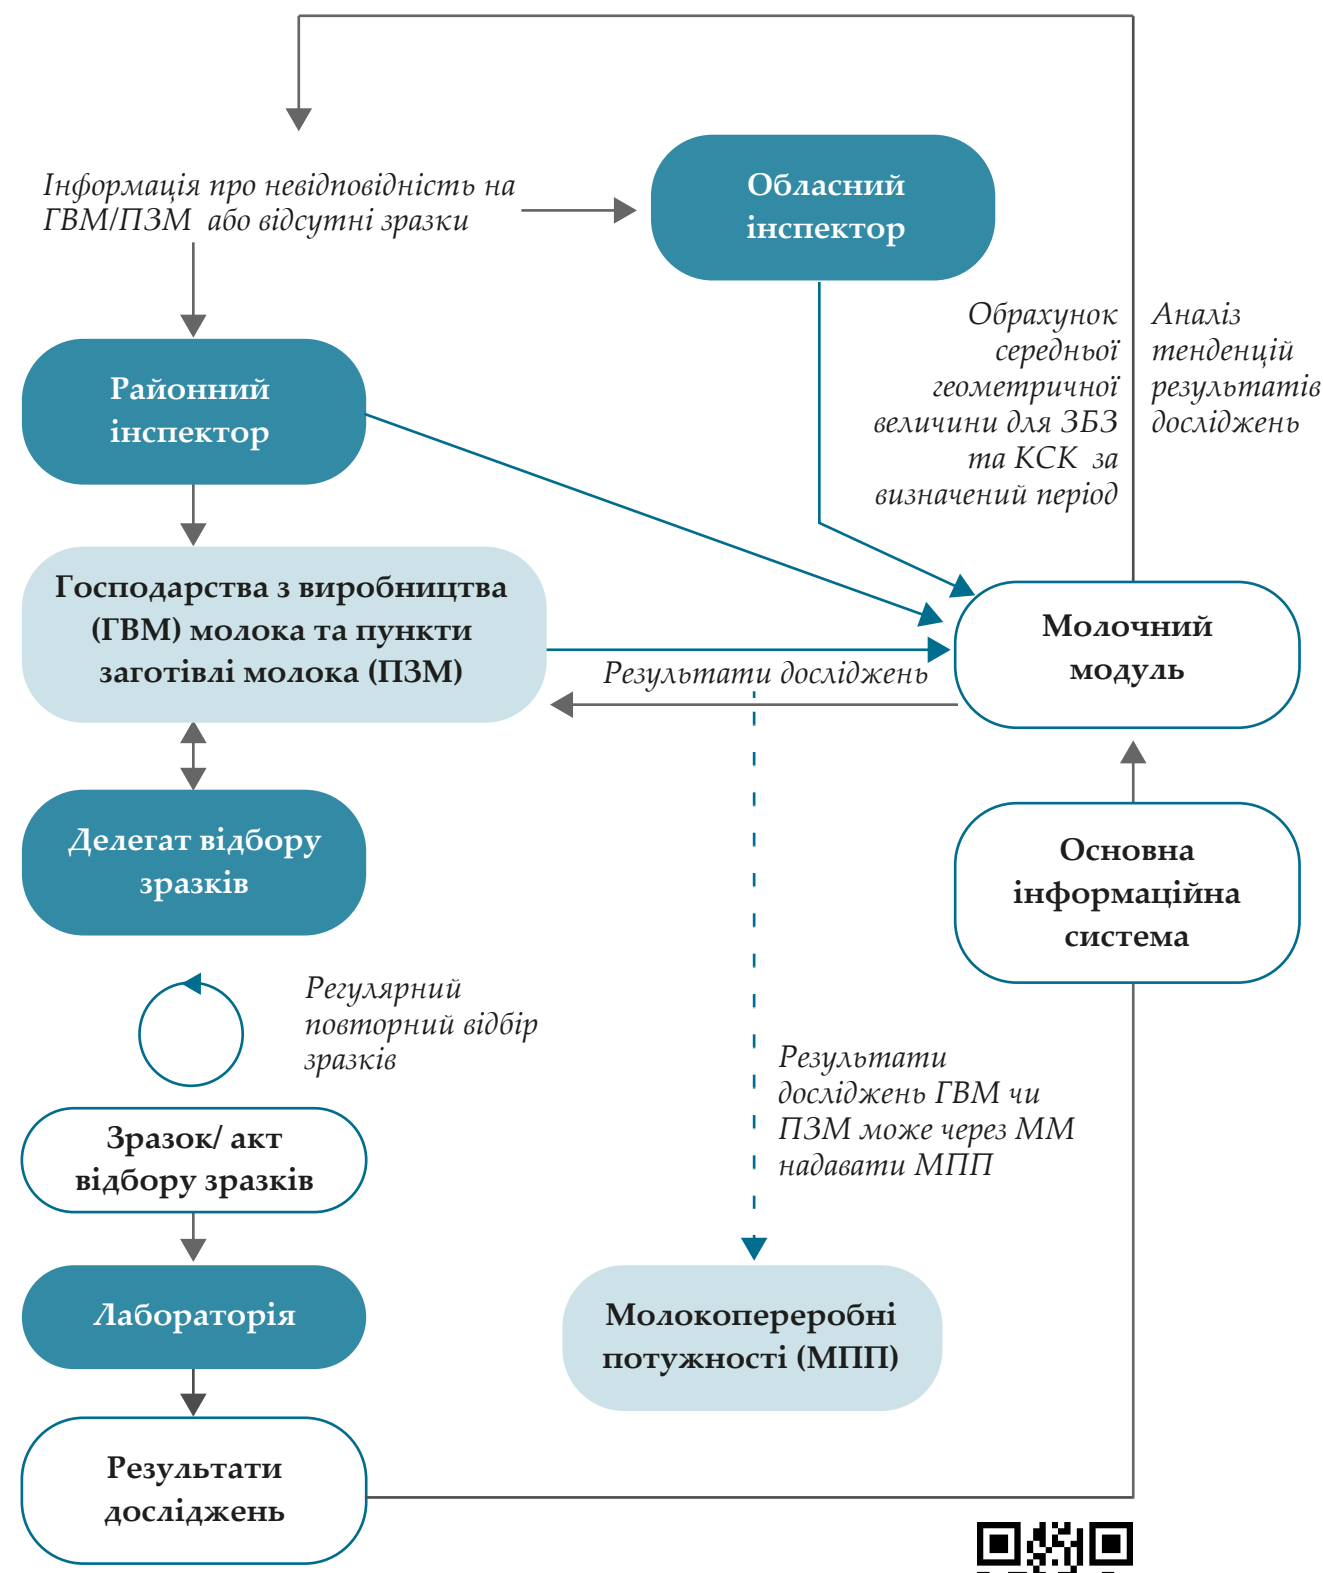 Інформація про невідповідність на
ГВМ/ПЗМ або відсутні зразки
Обласний
інспектор
Обрахунок
середньої
геометричної
величини для ЗБЗ
та КСК за
визначений період
Аналіз
тенденцій
результатів
досліджень
Районний
інспектор
Господарства з виробництва
(ГВМ) молока та пункти
заготівлі молока (ПЗМ)
Результати досліджень
Молочний
модуль
Делегат відбору
зразків
Основна
інформаційна
система
Регулярний
повторний відбір
зразків
Результати
досліджень ГВМ чи
ПЗМ може через ММ
надавати МПП
Зразок/ акт
відбору зразків
Лабораторія
Молокопереробні
потужності (МПП)
Результати
досліджень